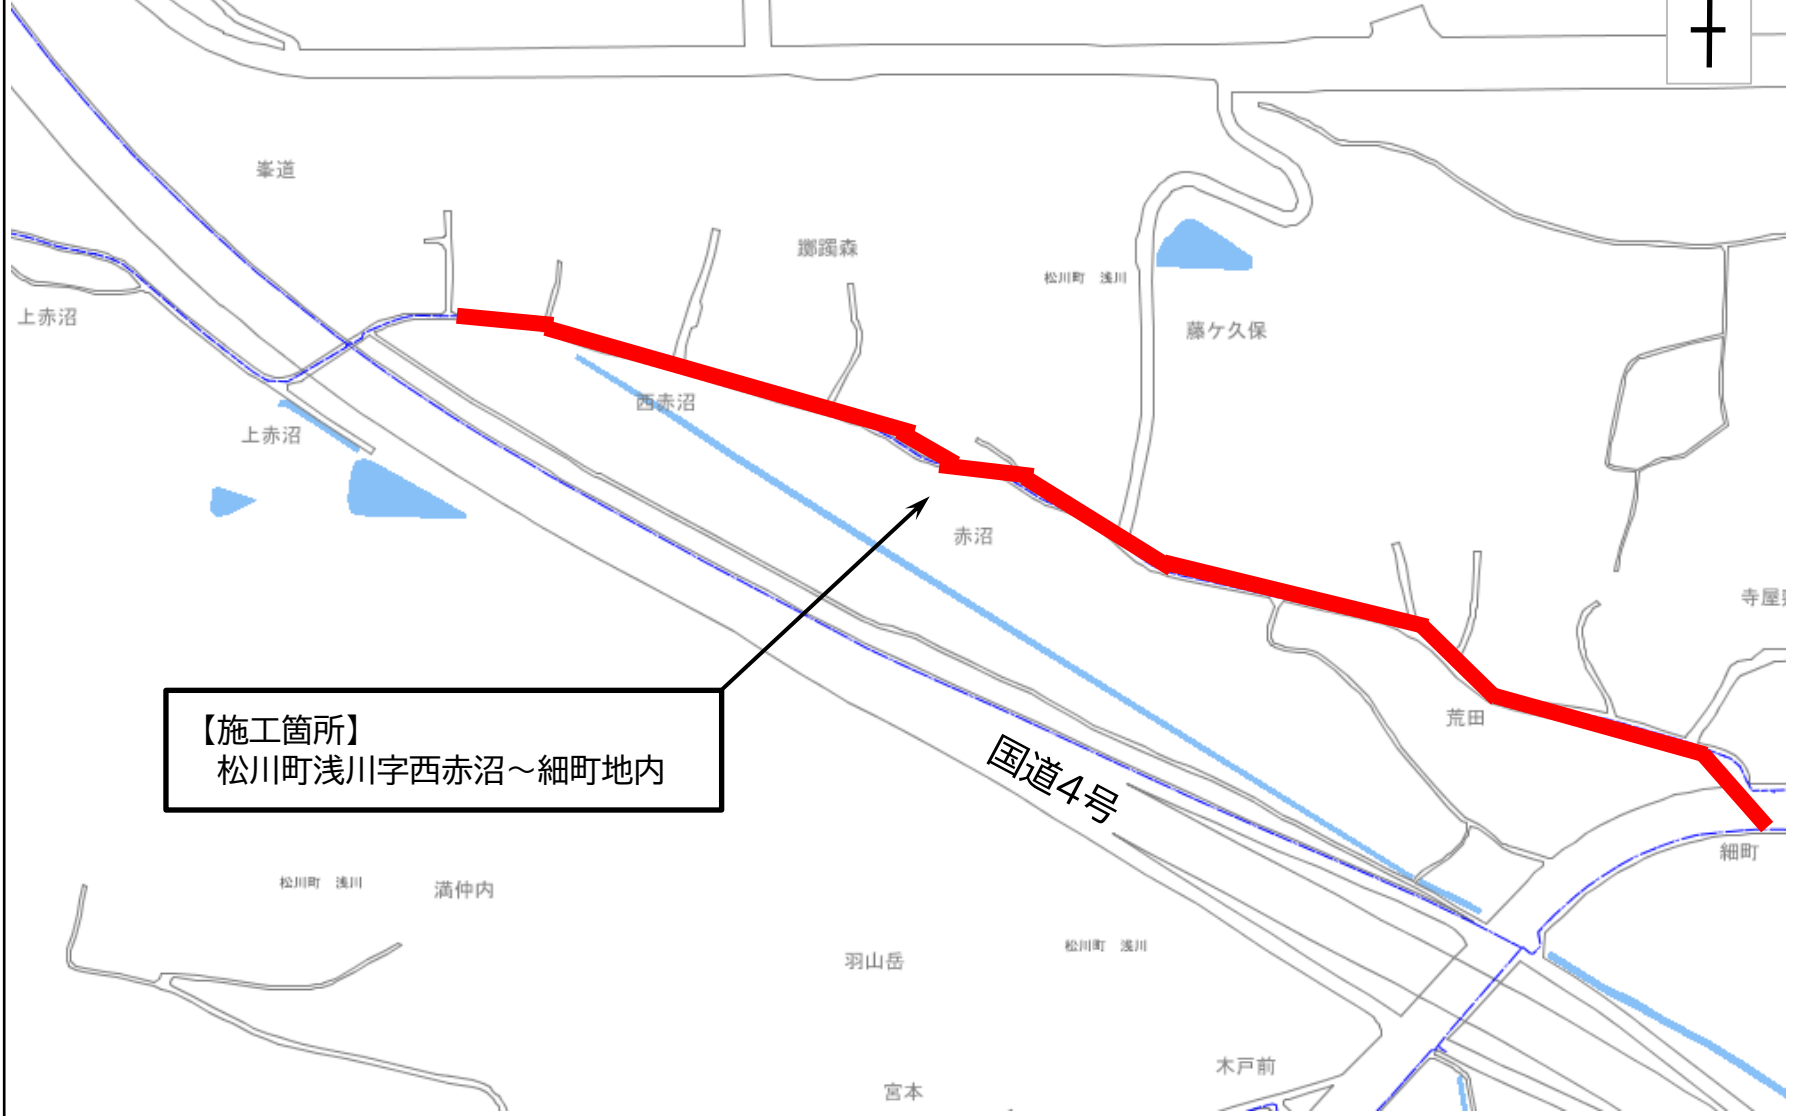 峯道
躑躅森
松川町 浅川
上赤沼
藤ケ久保
西赤沼
上赤沼
赤沼
寺屋
荒田
【施工箇所】
松川町浅川字西赤沼～細町地内
国道4号
細町
松川町 浅川
満仲内
羽山岳
松川町 浅川
木戸前
宮本